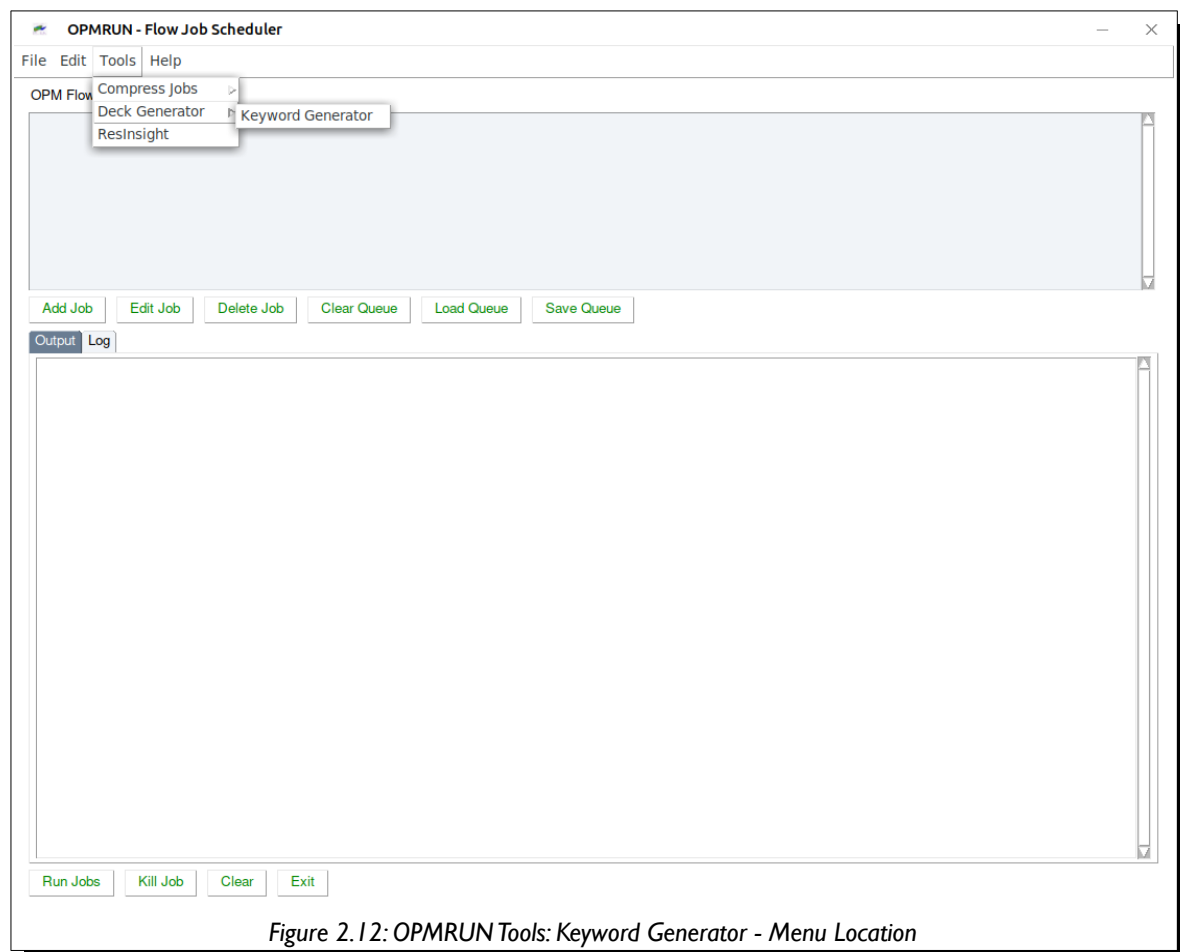 OPMRUN - Flow Job Scheduler
File Edit Tools Help
OPM Flow
Compress Jobs
Deck Generator
Keyword Generator
ResInsight
Add Job Edit Job Delete Job Clear Queue Load Queue Save Queue
Output Log
Run Jobs Kill Job Clear Exit
Figure 2.12: OPMRUN Tools: Keyword Generator - Menu Location